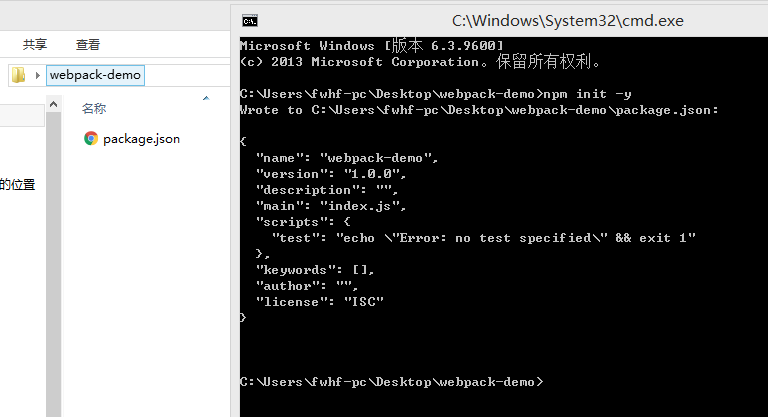 共享
查看
webpack-demo
名称
package.json
的位置
C:\Windows\System32\cmd.exe
Microsoft Windows [版本 6.3.9600]
(c) 2013 Microsoft Corporation。保留所有权利。
C:\Users\fwhf-pc\Desktop\webpack-demo>npm init -y
Wrote to C:\Users\fwhf-pc\Desktop\webpack-demo\package.json:
{
  "name": "webpack-demo",
  "version": "1.0.0",
  "description": "",
  "main": "index.js",
  "scripts": {
    "test": "echo \"Error: no test specified\" && exit 1"
  },
  "keywords": [],
  "author": "",
  "license": "ISC"
}
C:\Users\fwhf-pc\Desktop\webpack-demo>